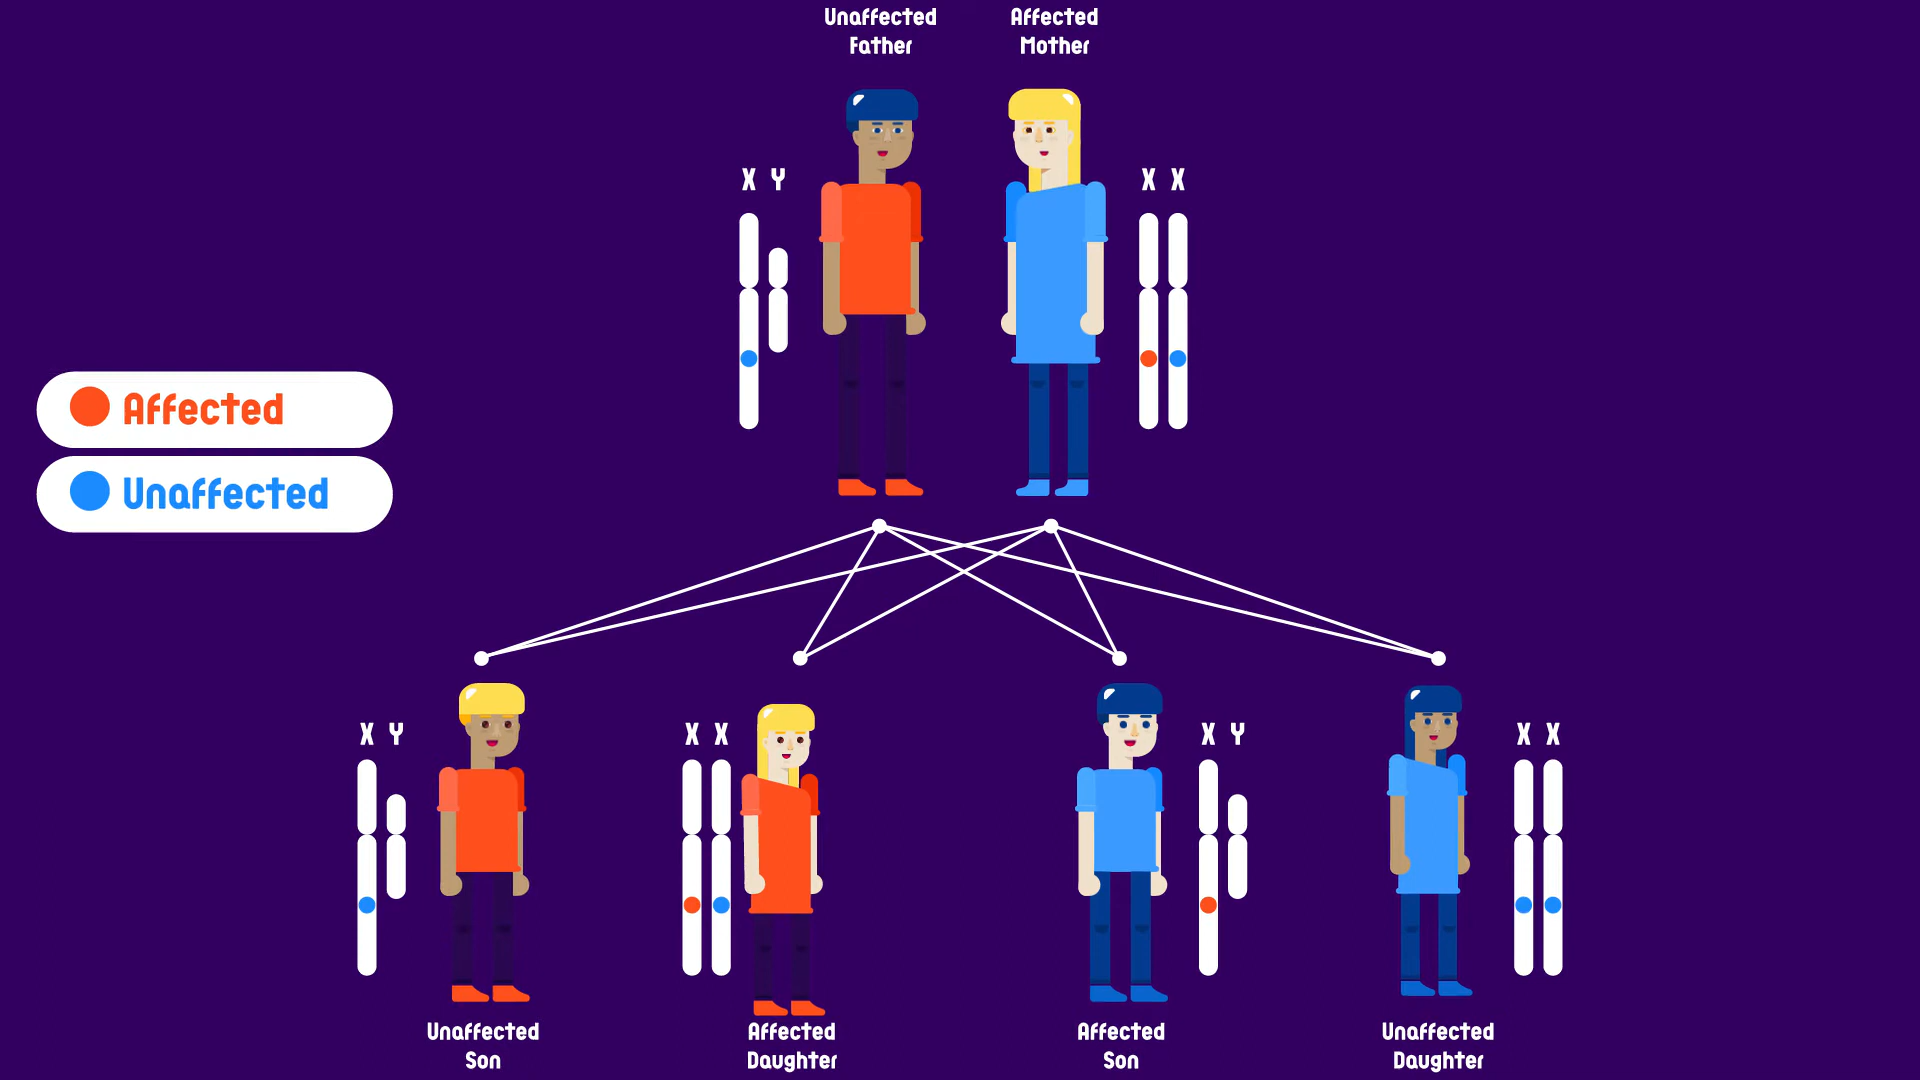 Unaffected
Father
Affected
Mother
X Y
X X
Affected
Unaffected
X Y
X X
X Y
X X
Unaffected
Son
Affected
Daughter
Affected
Son
Unaffected
Daughter